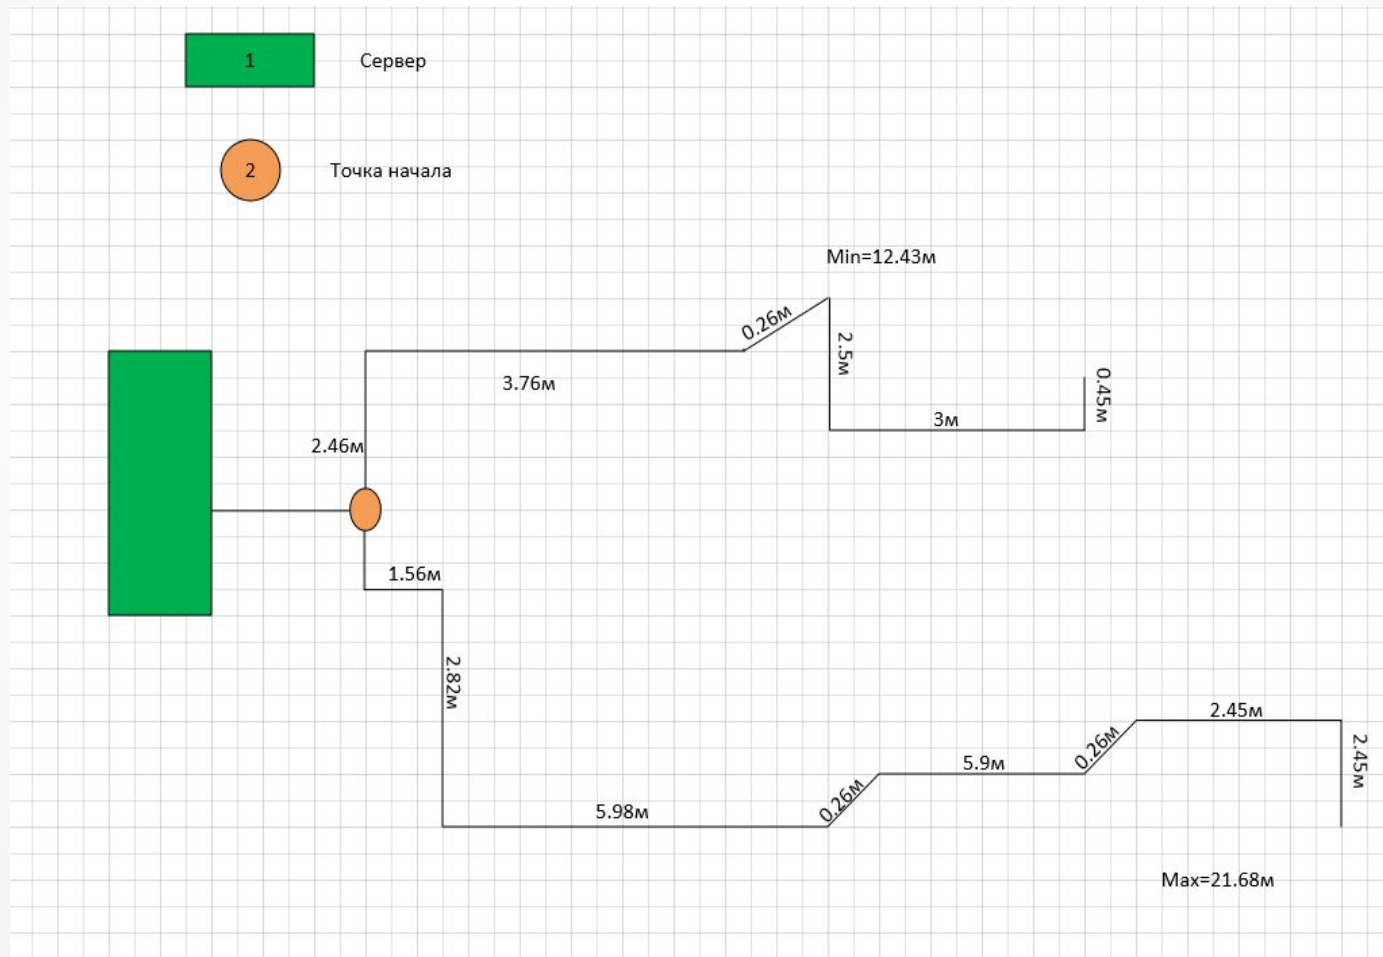 1
Сервер
2
Точка начала
Min=12.43м
0.26м
2.5м
3.76м
0.45м
3м
2.46м
1.56м
2.82м
2.45м
0.26м
5.9м
2.45м
0.26м
5.98м
Max=21.68м